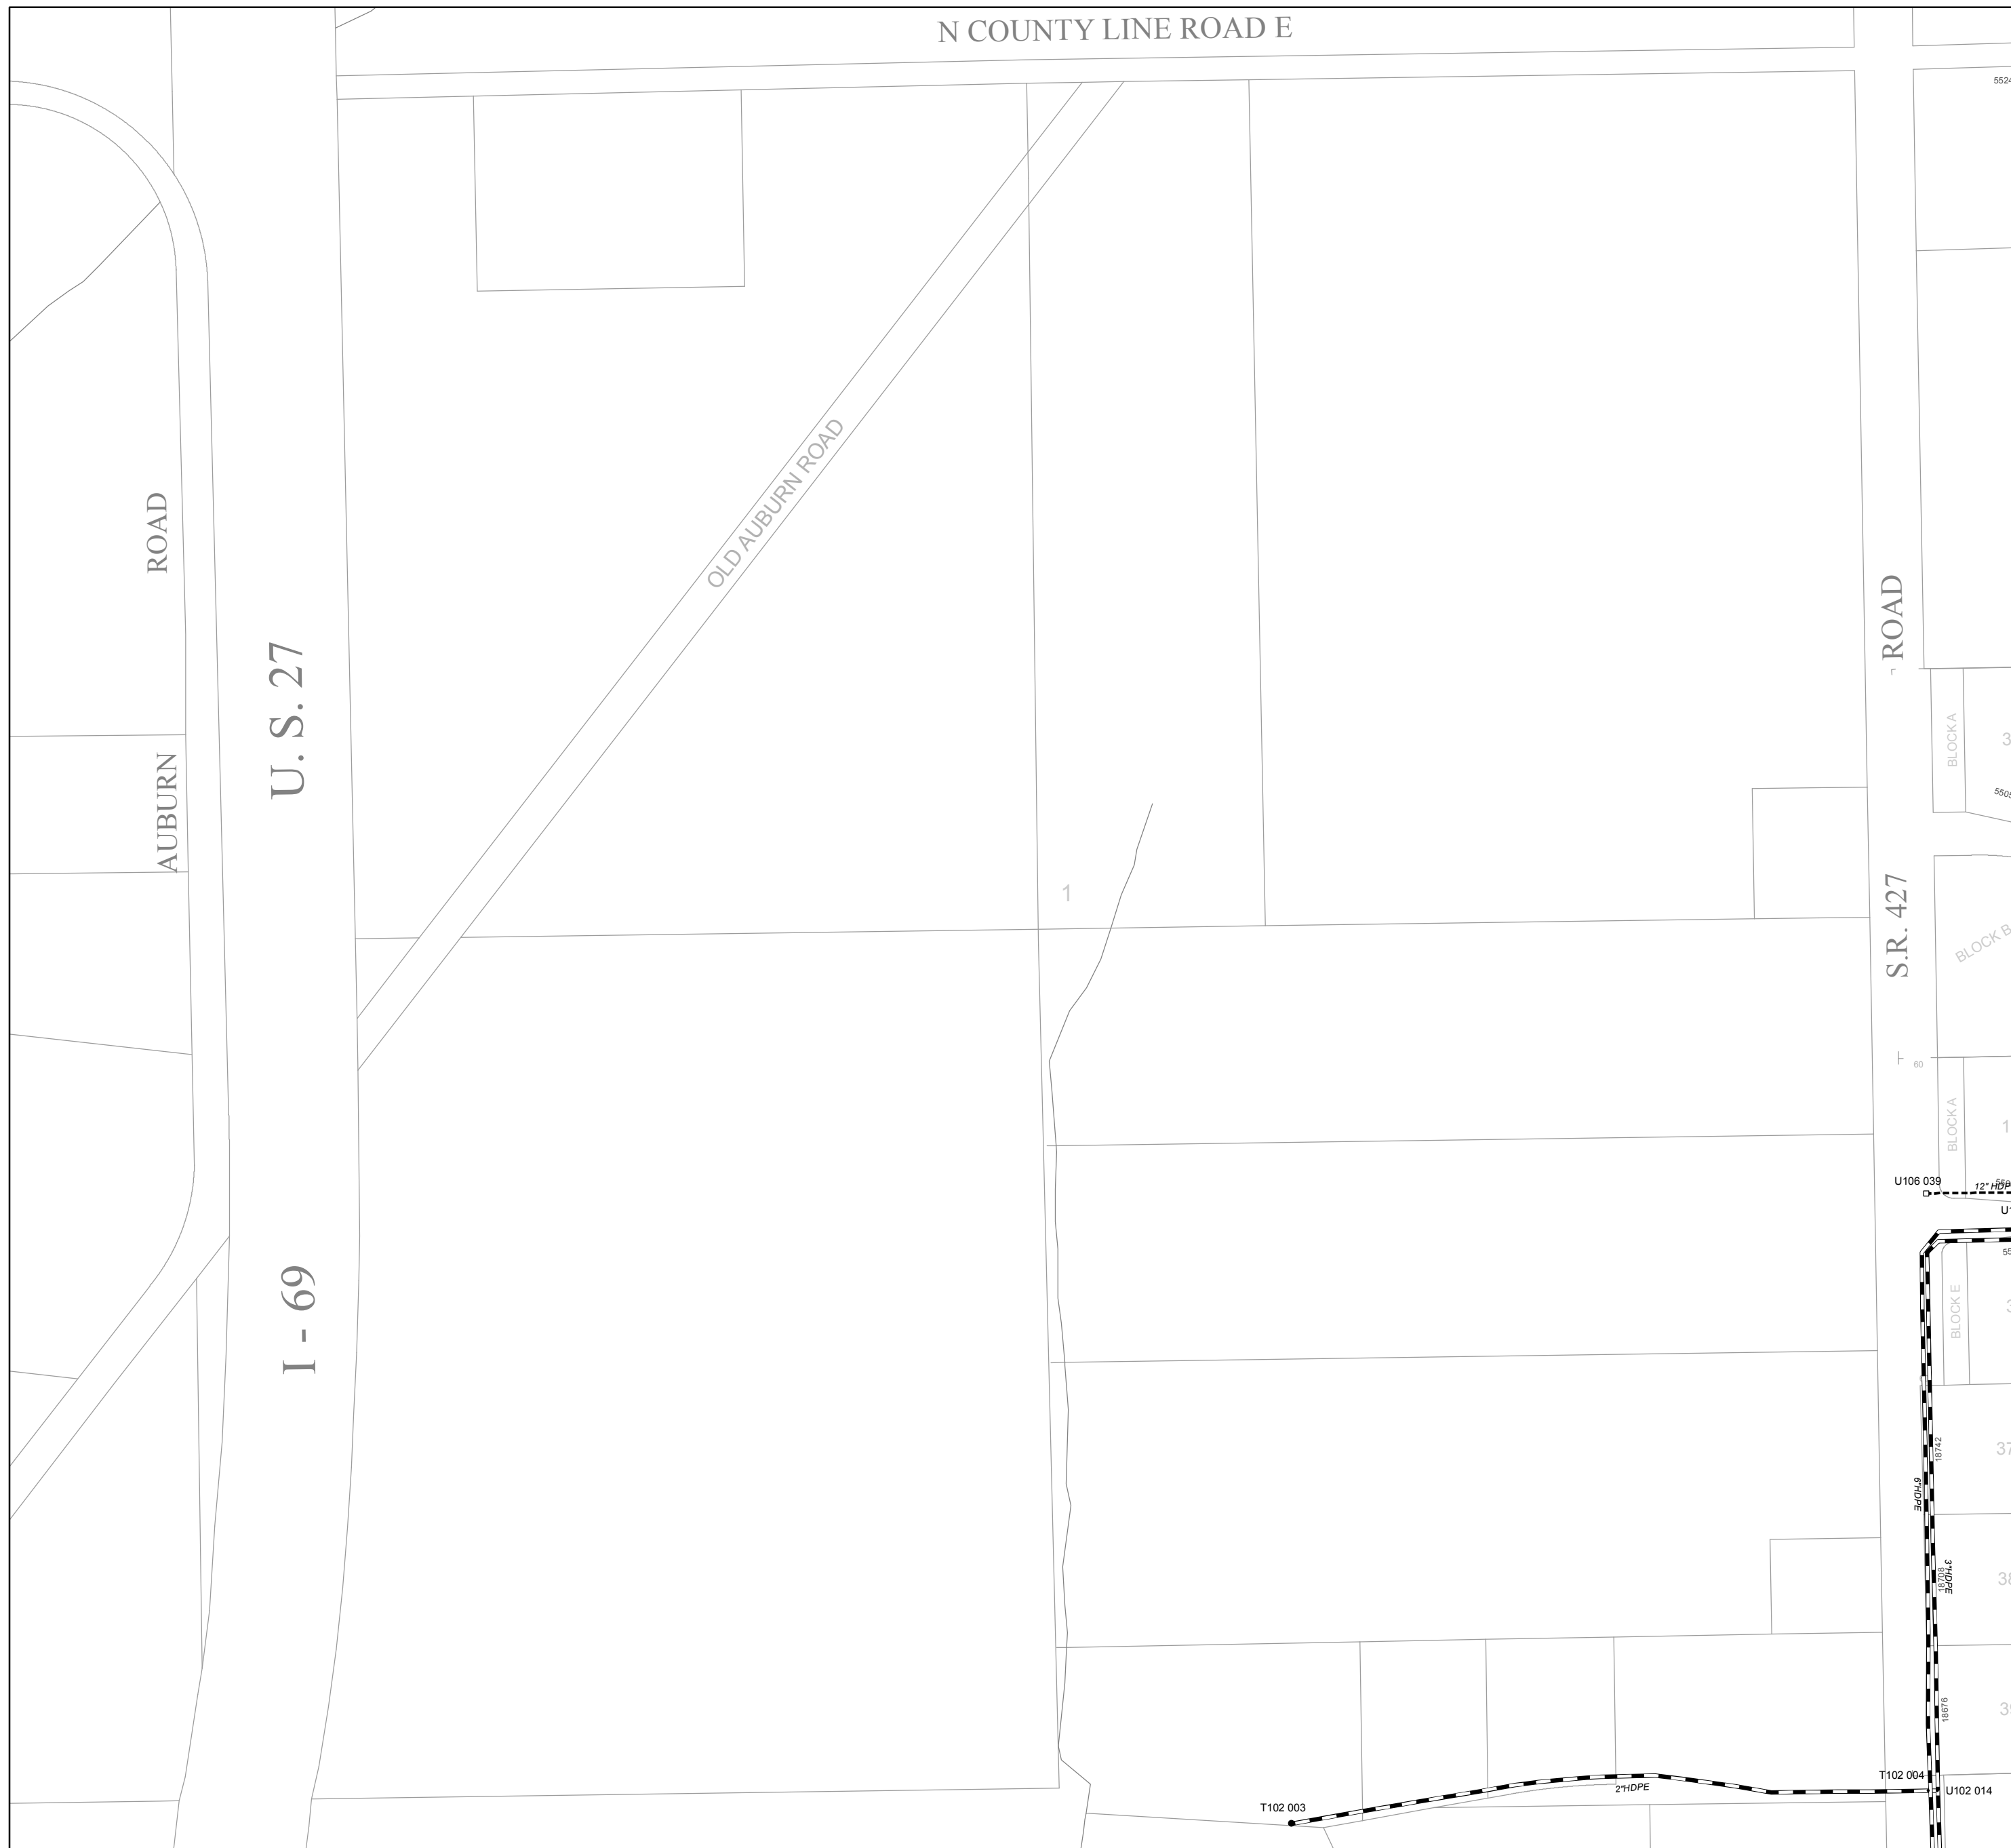 N COUNTY LINE ROAD E
OLD AUBURN ROAD
ROAD
AUBURN
U. S. 27
I - 69
1
ROAD
S.R. 427
60
BLOCK A
BLOCK B
BLOCK A
BLOCK E
U106 039
12" HDP
6"HDPE
3"HDPE
18742
18708
18676
T102 004
U102 014
2"HDPE
T102 003